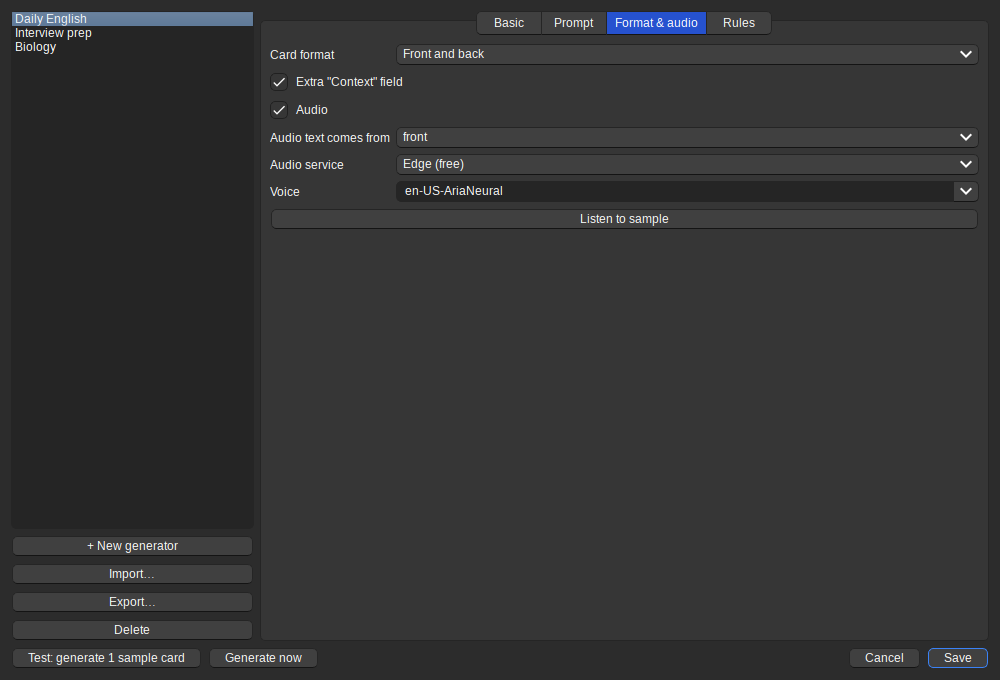 Daily English
Interview prep
Biology
Basic
Prompt
Format & audio
Rules
Card format
Front and back
Extra "Context" field
Audio
Audio text comes from
front
Audio service
Edge (free)
Voice
en-US-AriaNeural
Listen to sample
+ New generator
Import…
Export…
Delete
Test: generate 1 sample card
Generate now
Cancel
Save